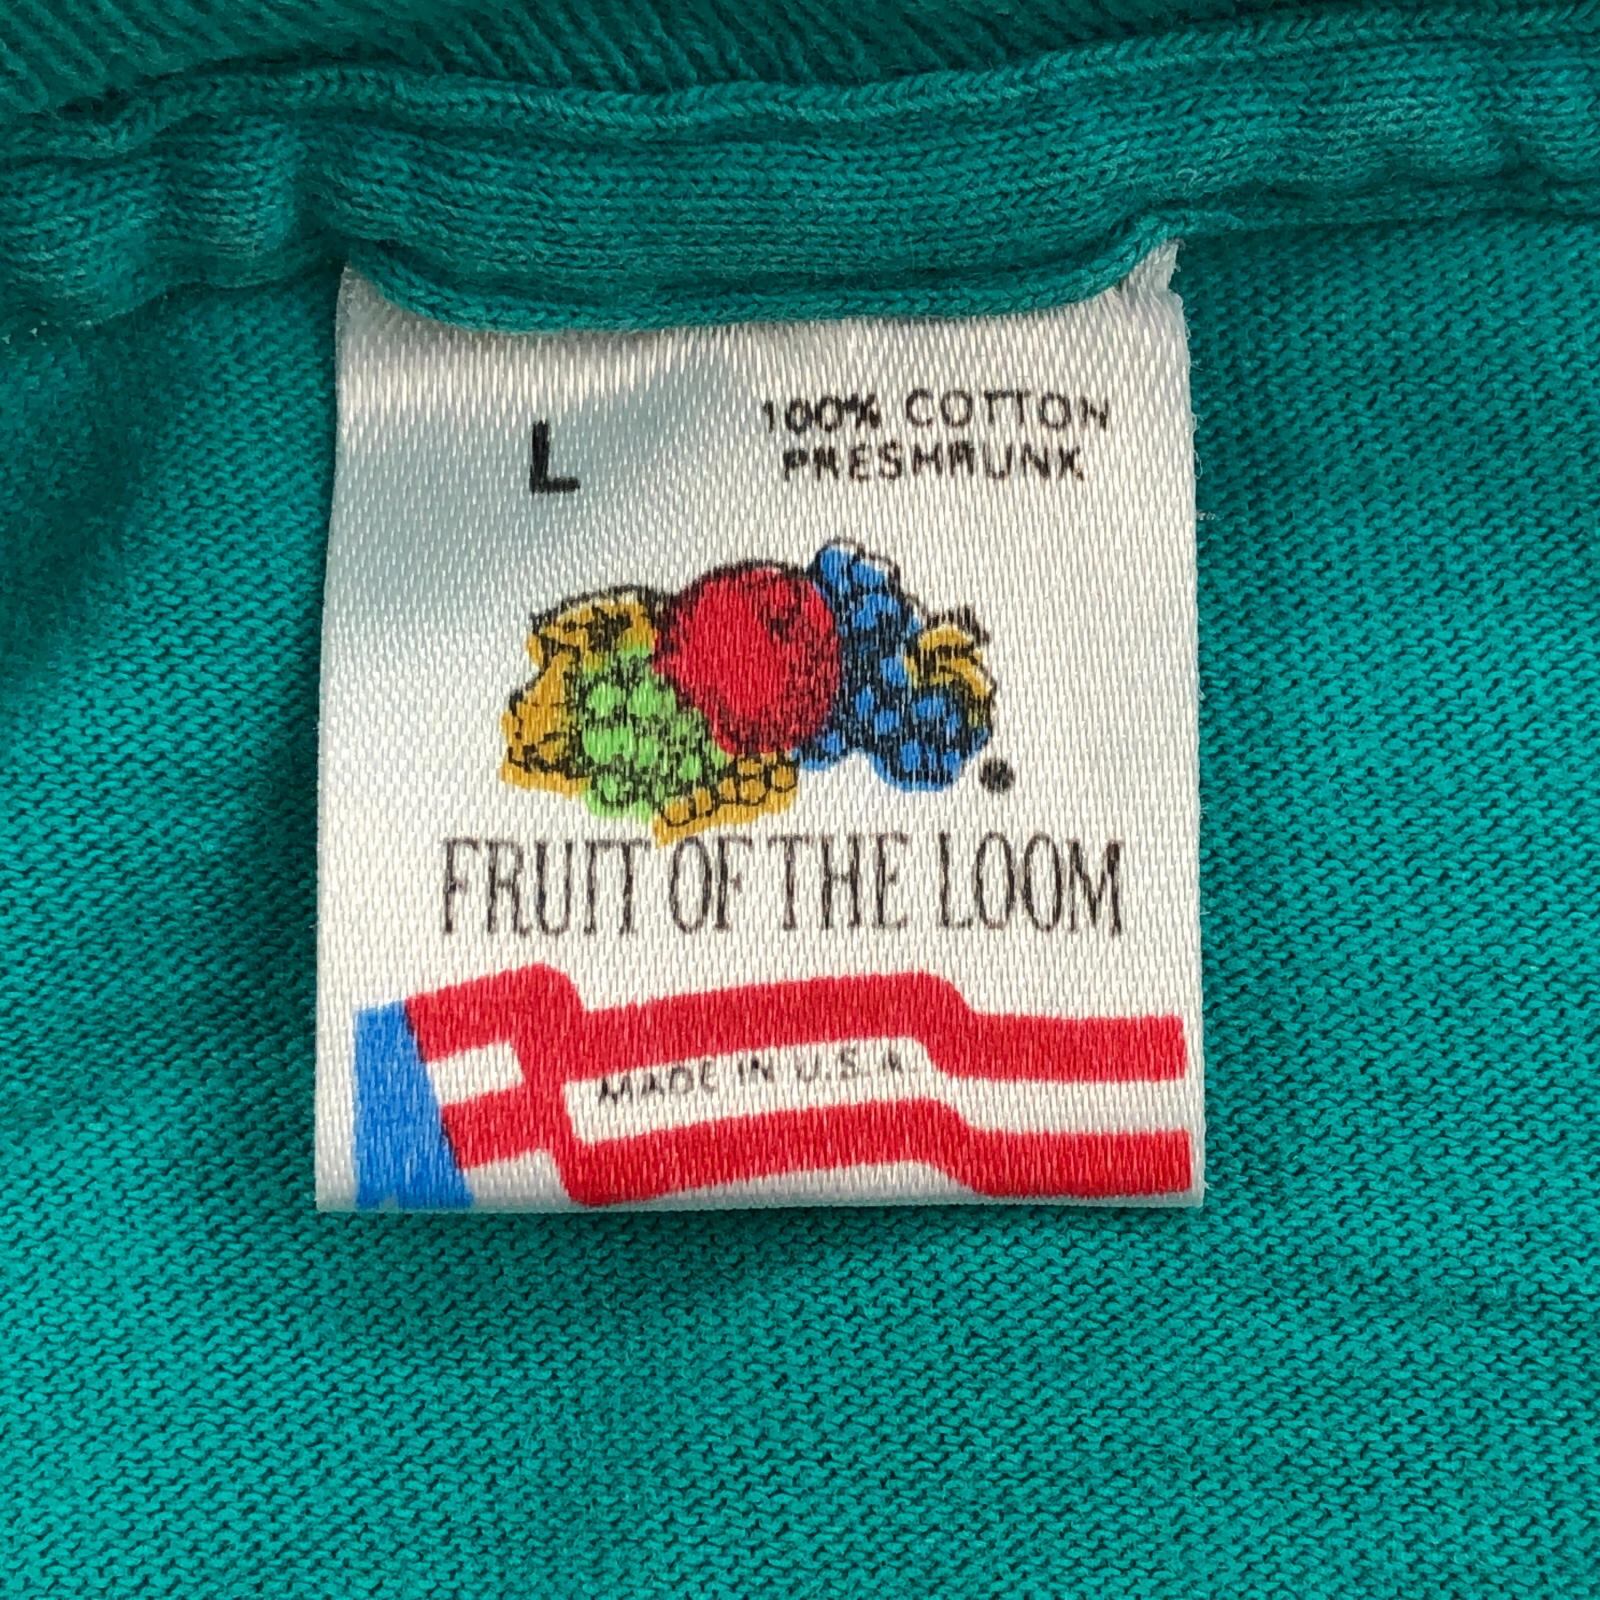 L
100% COTTON
PRESHRUNK
FRUIT OF THE LOOM
MADE IN U.S.A.